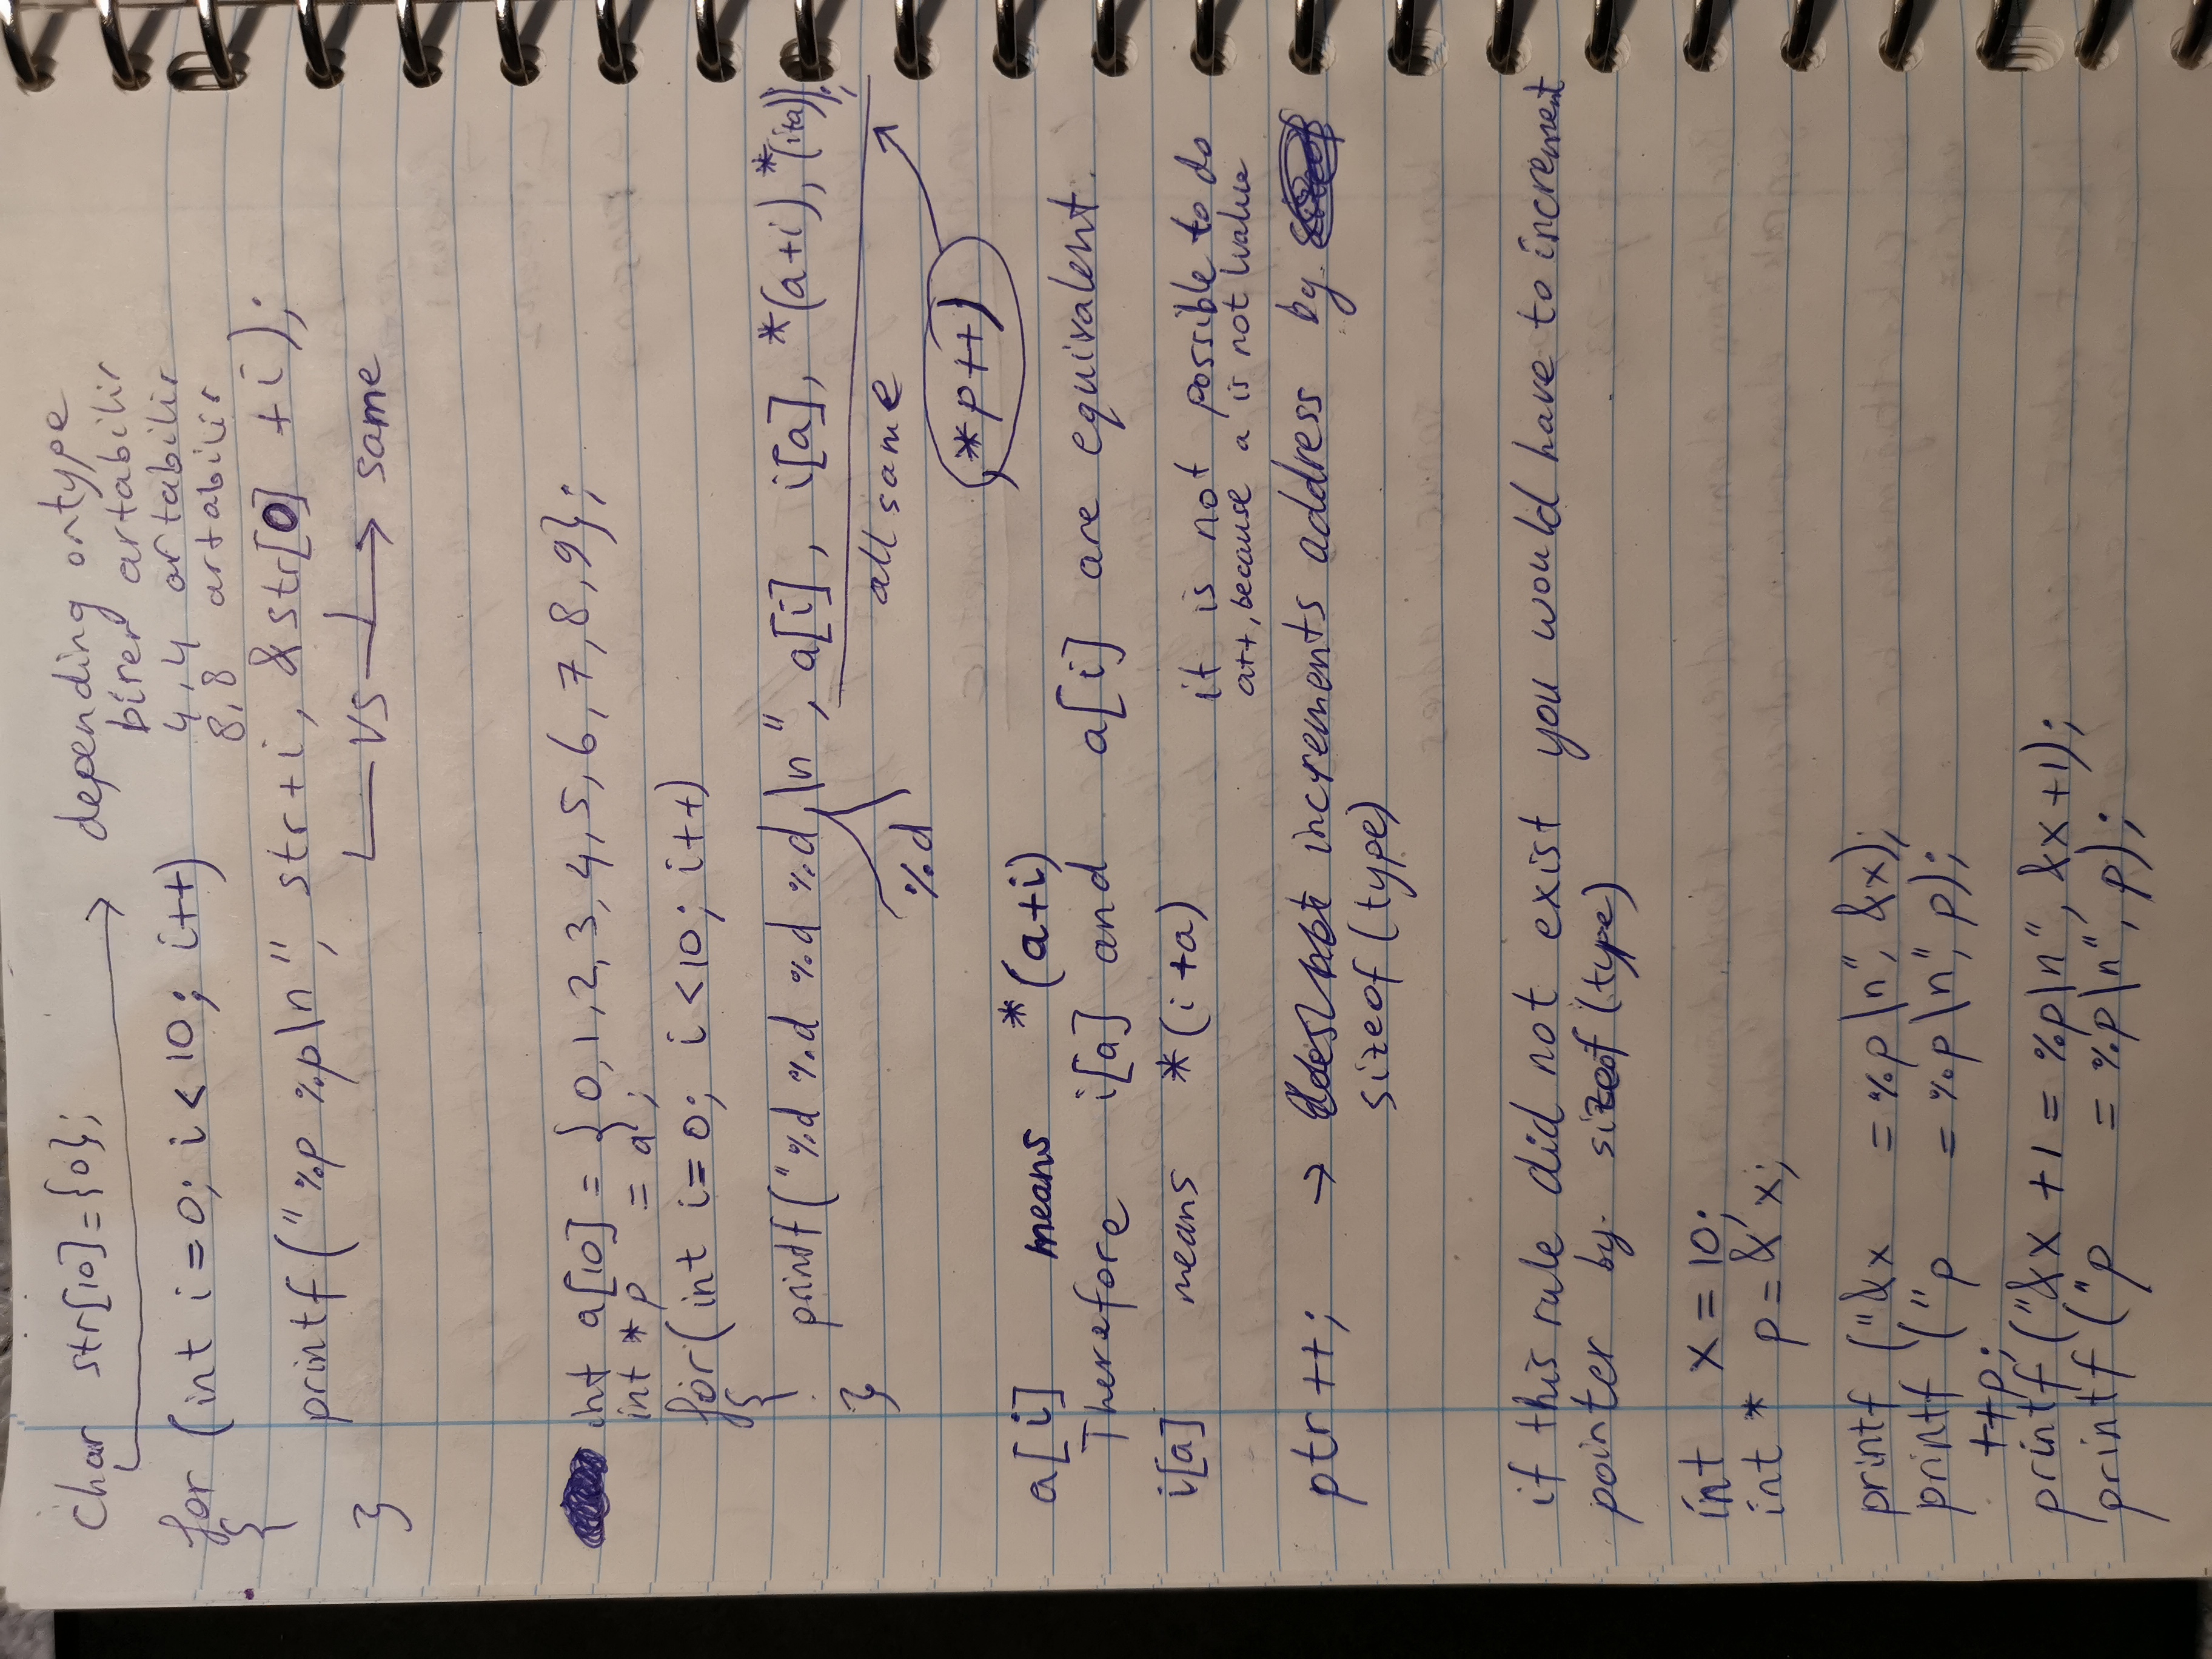 char str[10]={0}; → depending on type
birer artabilir
for (int i=0; i<10; i++) 4,4 artabilir
{ 8,8 artabilir
printf("%p %p\n", str+i, &str[0] +i);
} vs → same
int a[10] = {0,1,2,3,4,5,6,7,8,9};
int *p = a;
for(int i=0; i<10; i++)
{
printf("%d %d %d %d \n", a[i], i[a], *(a+i), *(i+a));
} all same
%d
, *p++)
a[i] means *(a+i)
Therefore i[a] and a[i] are equivalent.
i[a] means *(i+a)
it is not possible to do
a++, because a is not lvalue
ptr++; → increments address by
sizeof(type)
if this rule did not exist you would have to increment
pointer by sizeof(type)
int x = 10;
int * p = &x;
printf ("&x = %p\n", &x);
printf ("p = %p\n", p);
++p;
printf("&x +1 = %p\n", &x+1);
printf("p = %p\n", p);